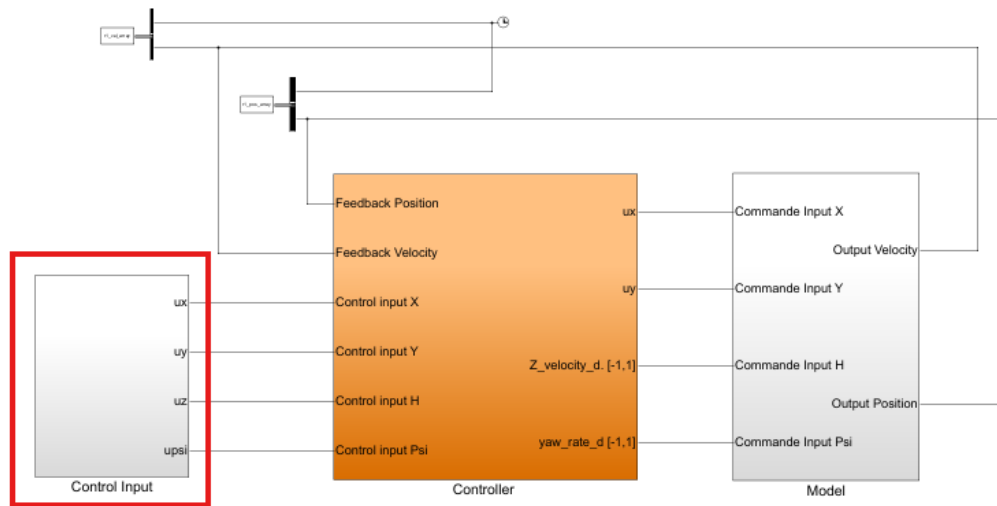 Feedback Position
Feedback Velocity
Control input X
Control input Y
Control input H
Control input Psi
ux
uy
Z_velocity_d. [-1,1]
yaw_rate_d [-1,1]
Controller
Commande Input X
Commande Input Y
Commande Input H
Commande Input Psi
Output Velocity
Output Position
Model
ux
uy
uz
upsi
Control Input